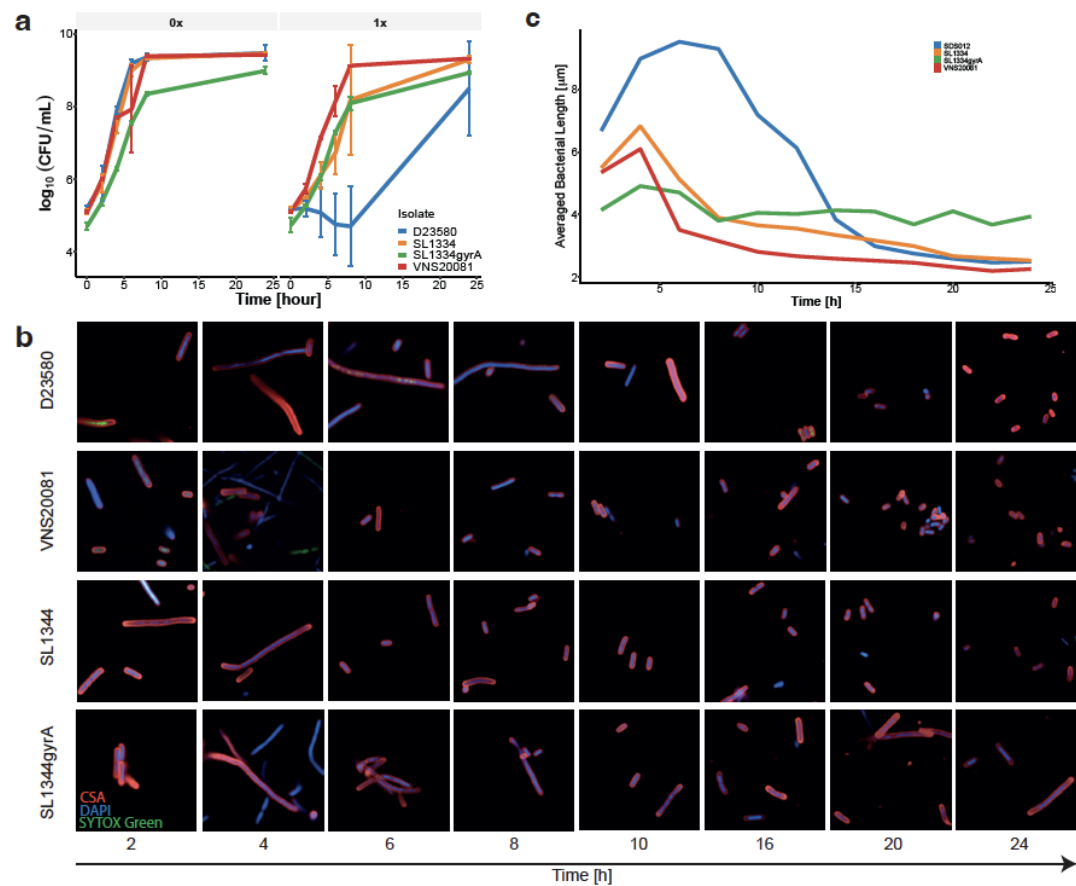 a
0x
1x
log10 (CFU/mL)
10
8
6
4
0
5
10
15
20
25
0
5
10
15
20
25
Time [hour]
Isolate
D23580
SL1334
SL1334gyrA
VNS20081
c
Averaged Bacterial Length [μm]
8
6
4
2
5
10
15
20
25
Time [h]
SDS012
SL1334
SL1334gyrA
VNS20081
b
D23580
VNS20081
SL1344
SL1344gyrA
CSA
DAPI
SYTOX Green
2
4
6
8
10
16
20
24
Time [h]